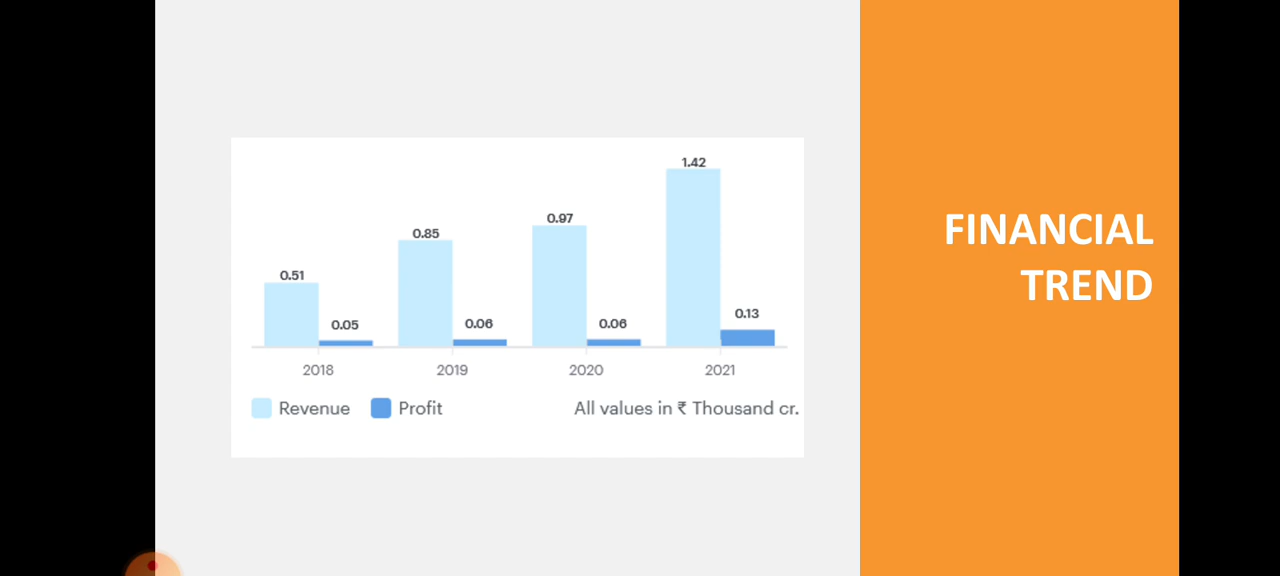 1.42
0.97
0.85
0.51
0.13
0.05
0.06
0.06
2018 2019 2020 2021
Revenue Profit All values in ₹ Thousand cr.
FINANCIAL
TREND